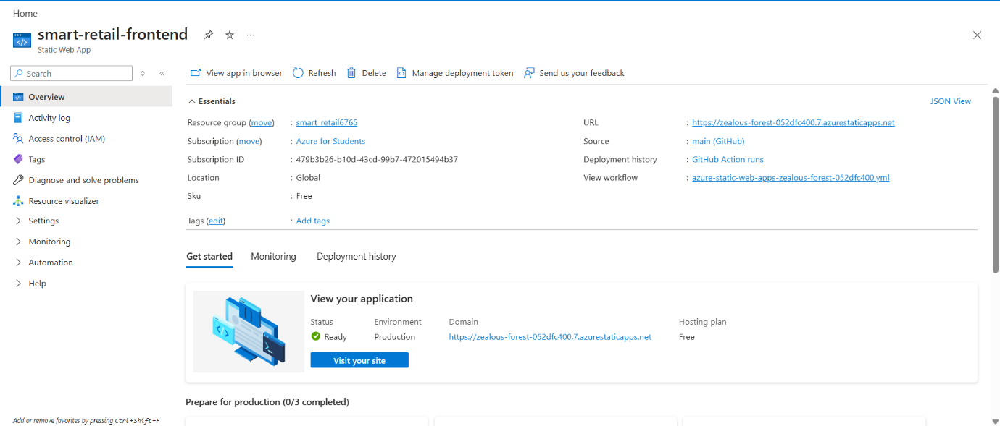 Home
smart-retail-frontend
Static Web App
Search
View app in browser
Refresh
Delete
Manage deployment token
Send us your feedback
Overview
Activity log
Access control (IAM)
Tags
Diagnose and solve problems
Resource visualizer
Settings
Monitoring
Automation
Help
Add or remove favorites by pressing Ctrl+Shift+F
Essentials
JSON View
Resource group (move) : smart_retail6765
Subscription (move) : Azure for Students
Subscription ID : 479b3b26-b10d-43cd-99b7-472015494b37
Location : Global
Sku : Free
Tags (edit) : Add tags
URL : https://zealous-forest-052dfc400.7.azurestaticapps.net
Source : main (GitHub)
Deployment history : GitHub Action runs
View workflow : azure-static-web-apps-zealous-forest-052dfc400.yml
Get started Monitoring Deployment history
View your application
Status Environment Domain Hosting plan
Ready Production https://zealous-forest-052dfc400.7.azurestaticapps.net Free
Visit your site
Prepare for production (0/3 completed)